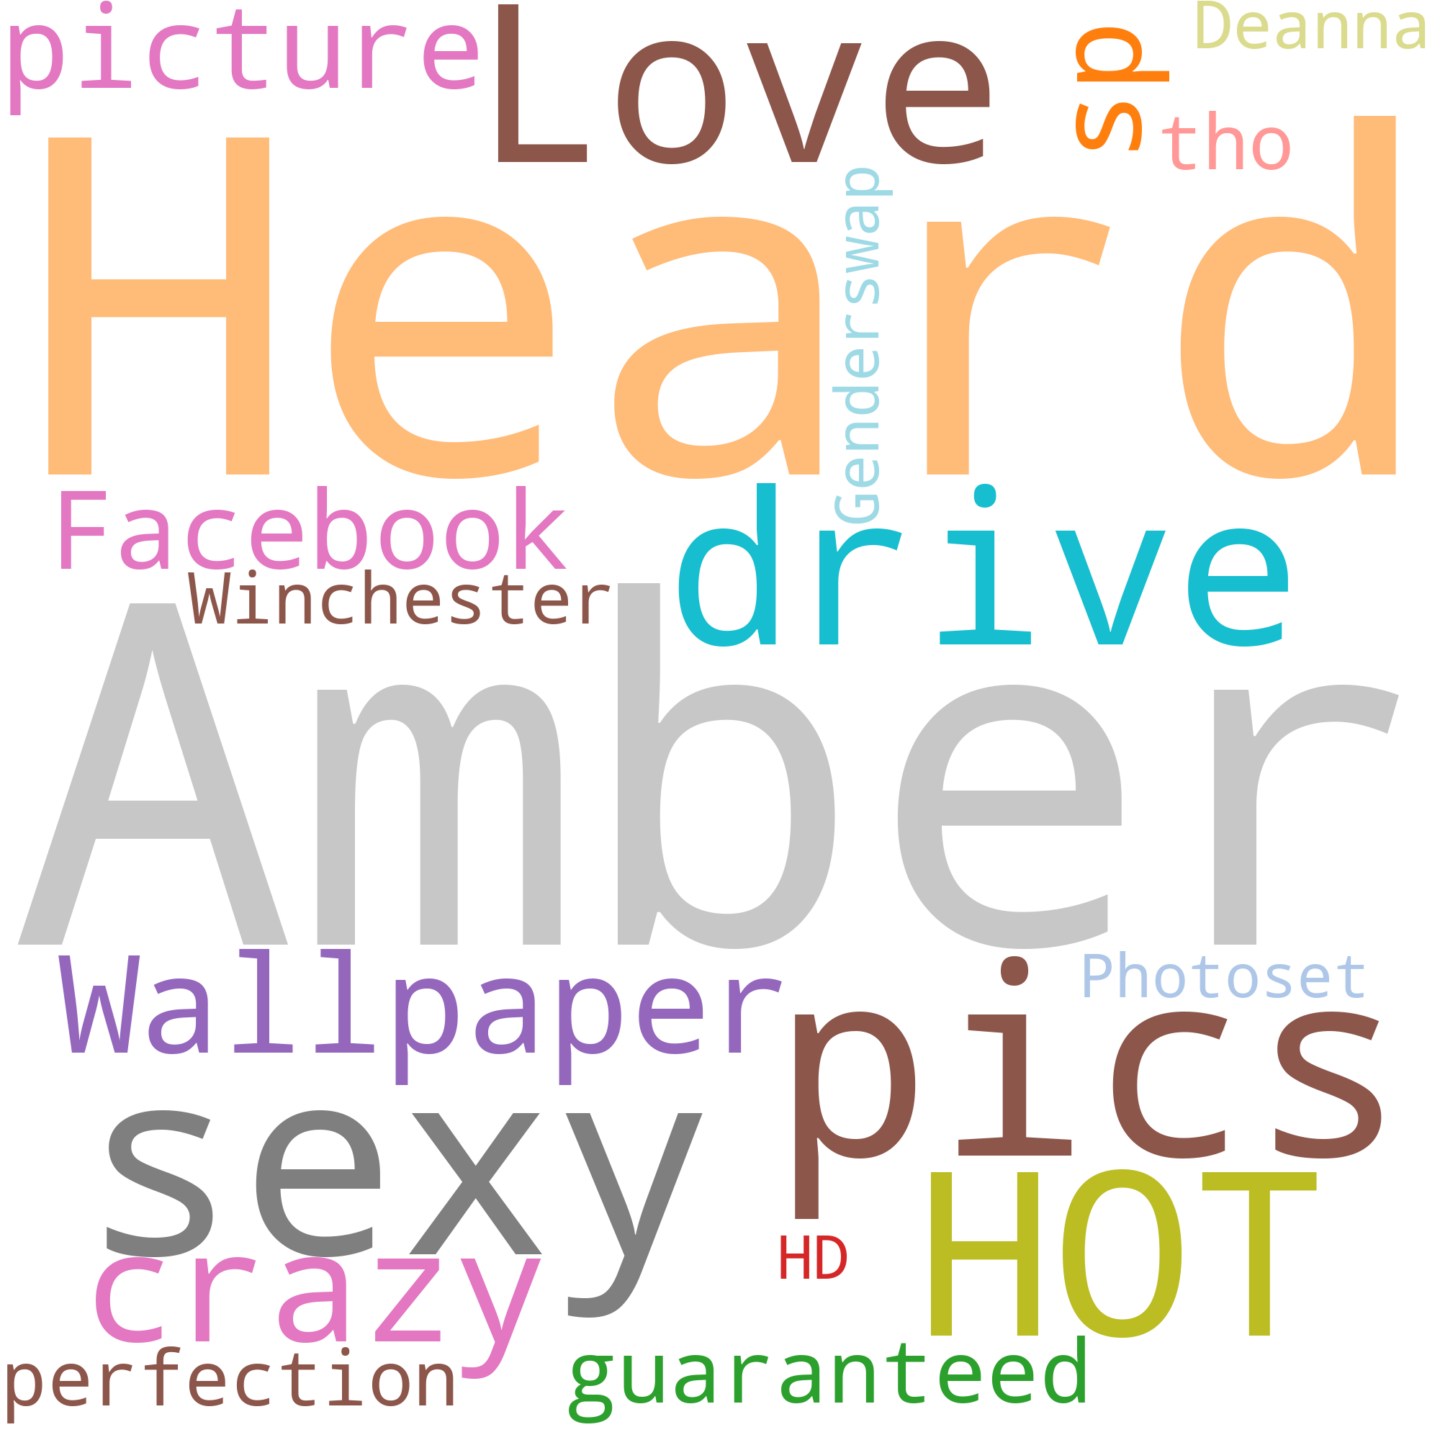 picture
Love
sp
Deanna
tho
Heard
Genderswap
Facebook
drive
Winchester
Amber
Wallpaper
Photoset
pics
sexy
HOT
HD
crazy
perfection
guaranteed